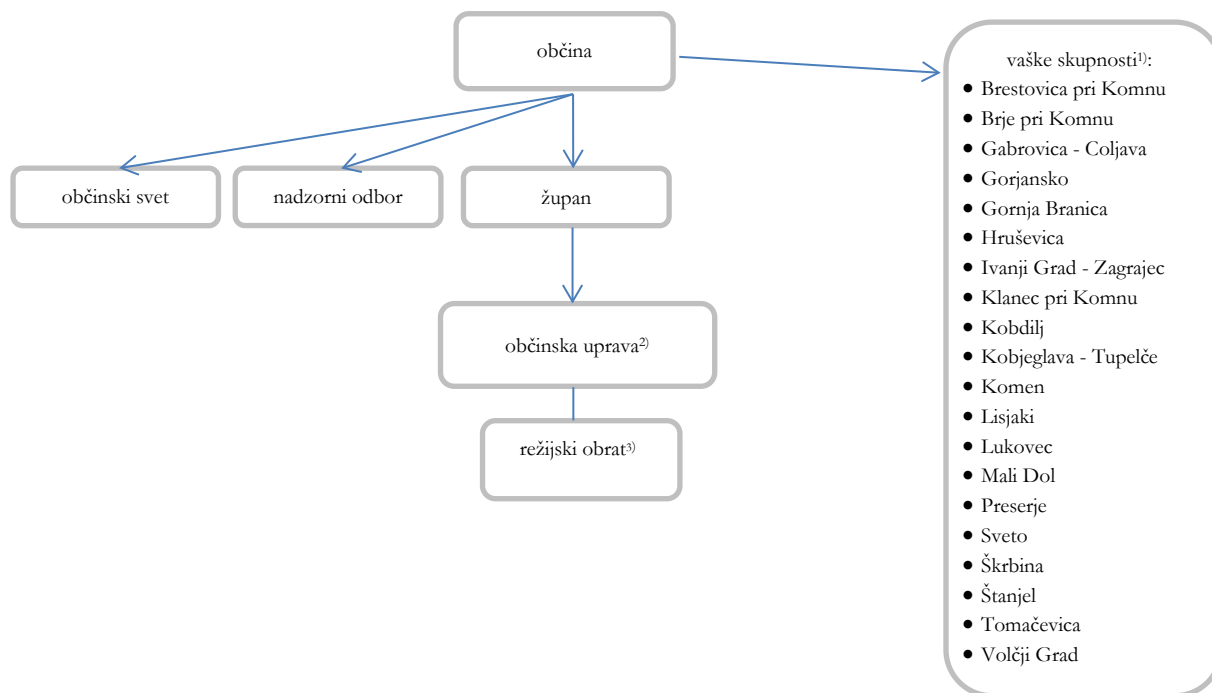 občina
občinski svet
nadzorni odbor
župan
občinska uprava²⁾
režijski obrat³⁾
vaške skupnosti¹⁾:
• Brestovica pri Komnu
• Brje pri Komnu
• Gabrovica - Coljava
• Gorjansko
• Gornja Branica
• Hruševica
• Ivanji Grad - Zagrajec
• Klanec pri Komnu
• Kobdilj
• Kobjeglava - Tupelče
• Komen
• Lisjaki
• Lukovec
• Mali Dol
• Preserje
• Sveto
• Škrbina
• Štanjel
• Tomačevica
• Volčji Grad